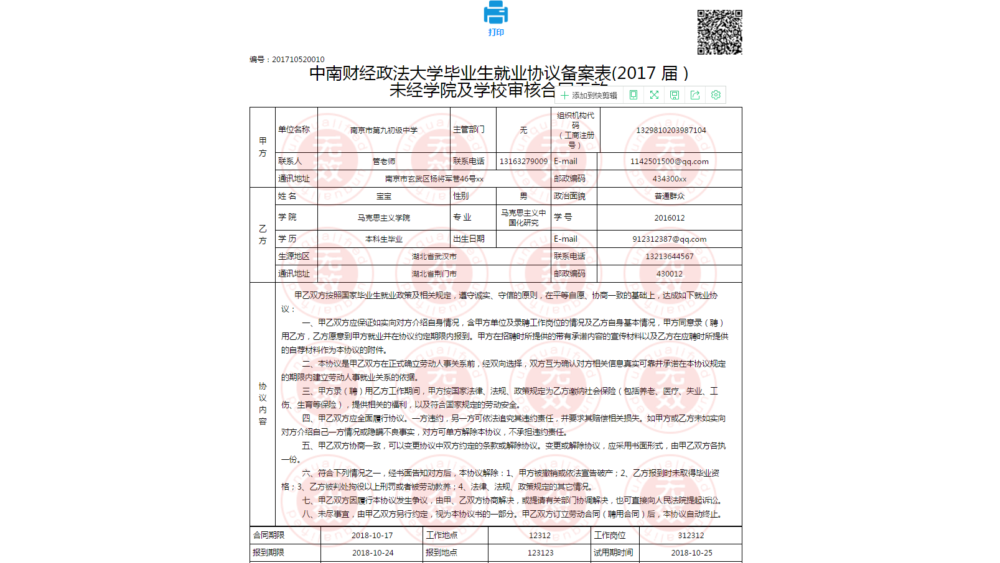 打印
编号：201710520010
中南财经政法大学毕业生就业协议备案表(2017 届 )
未经学院及学校审核合同无效
添加到快剪辑
甲方
单位名称 南京市第九初级中学 主管部门 无 组织机构代码（工商注册号） 1329810203987104
联系人 管老师 联系电话 13163279009 E-mail 1142501500@qq.com
通讯地址 南京市玄武区杨将军巷46号xx 邮政编码 434300xx
乙方
姓 名 宝宝 性别 男 政治面貌 普通群众
学 院 马克思主义学院 专 业 马克思主义中国化研究 学 号 2016012
学 历 本科生毕业 出生日期 E-mail 912312387@qq.com
生源地区 湖北省武汉市 联系电话 13213644567
通讯地址 湖北省荆门市 邮政编码 430012
协议内容
甲乙双方按照国家毕业生就业政策及相关规定，遵守诚实、守信的原则，在平等自愿、协商一致的基础上，达成如下就业协
议：
一、甲乙双方应保证如实向对方介绍自身情况，含甲方单位及录聘工作岗位的情况及乙方自身基本情况，甲方同意录（聘）
用乙方，乙方愿意到甲方就业并在协议约定期限内报到。甲方在招聘时所提供的带有承诺内容的宣传材料以及乙方在应聘时所提供
的自荐材料作为本协议的附件。
二、本协议是甲乙双方在正式确立劳动人事关系前，经双向选择，双方互为确认对方相关信息真实可靠并承诺在本协议规定
的期限内建立劳动人事就业关系的依据。
三、甲方录（聘）用乙方工作期间，甲方按国家法律、法规、政策规定为乙方缴纳社会保险（包括养老、医疗、失业、工
伤、生育等保险），提供相关的福利，以及符合国家规定的劳动安全。
四、甲乙双方应全面履行协议。一方违约，另一方可依法追究其违约责任，并要求其赔偿相关损失。如甲方或乙方未如实向
对方介绍自己一方情况或隐瞒不良事实，对方可单方解除本协议，不承担违约责任。
五、甲乙双方协商一致，可以变更协议中双方约定的条款或解除协议。变更或解除协议，应采用书面形式，由甲乙双方各执
一份。
六、符合下列情况之一，经书面告知对方后，本协议解除：1、甲方被撤销或依法宣告破产；2、乙方报到时未取得毕业资
格；3、乙方被判处拘役以上刑罚或者被劳动教养；4、法律、法规、政策规定的其它情况。
七、甲乙双方因履行本协议发生争议，由甲、乙双方协商解决，或提请有关部门协调解决，也可直接向人民法院提起诉讼。
八、未尽事宜，由甲乙双方另行约定，视为本协议书的一部分。甲乙双方订立劳动合同（聘用合同）后，本协议自动终止。
合同期限 2018-10-17 工作地点 12312 工作岗位 312312
报到期限 2018-10-24 报到地点 123123 试用期时间 2018-10-25
无效
unqualified